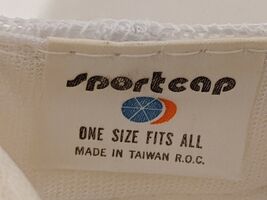 sportcap
ONE SIZE FITS ALL
MADE IN TAIWAN R.O.C.